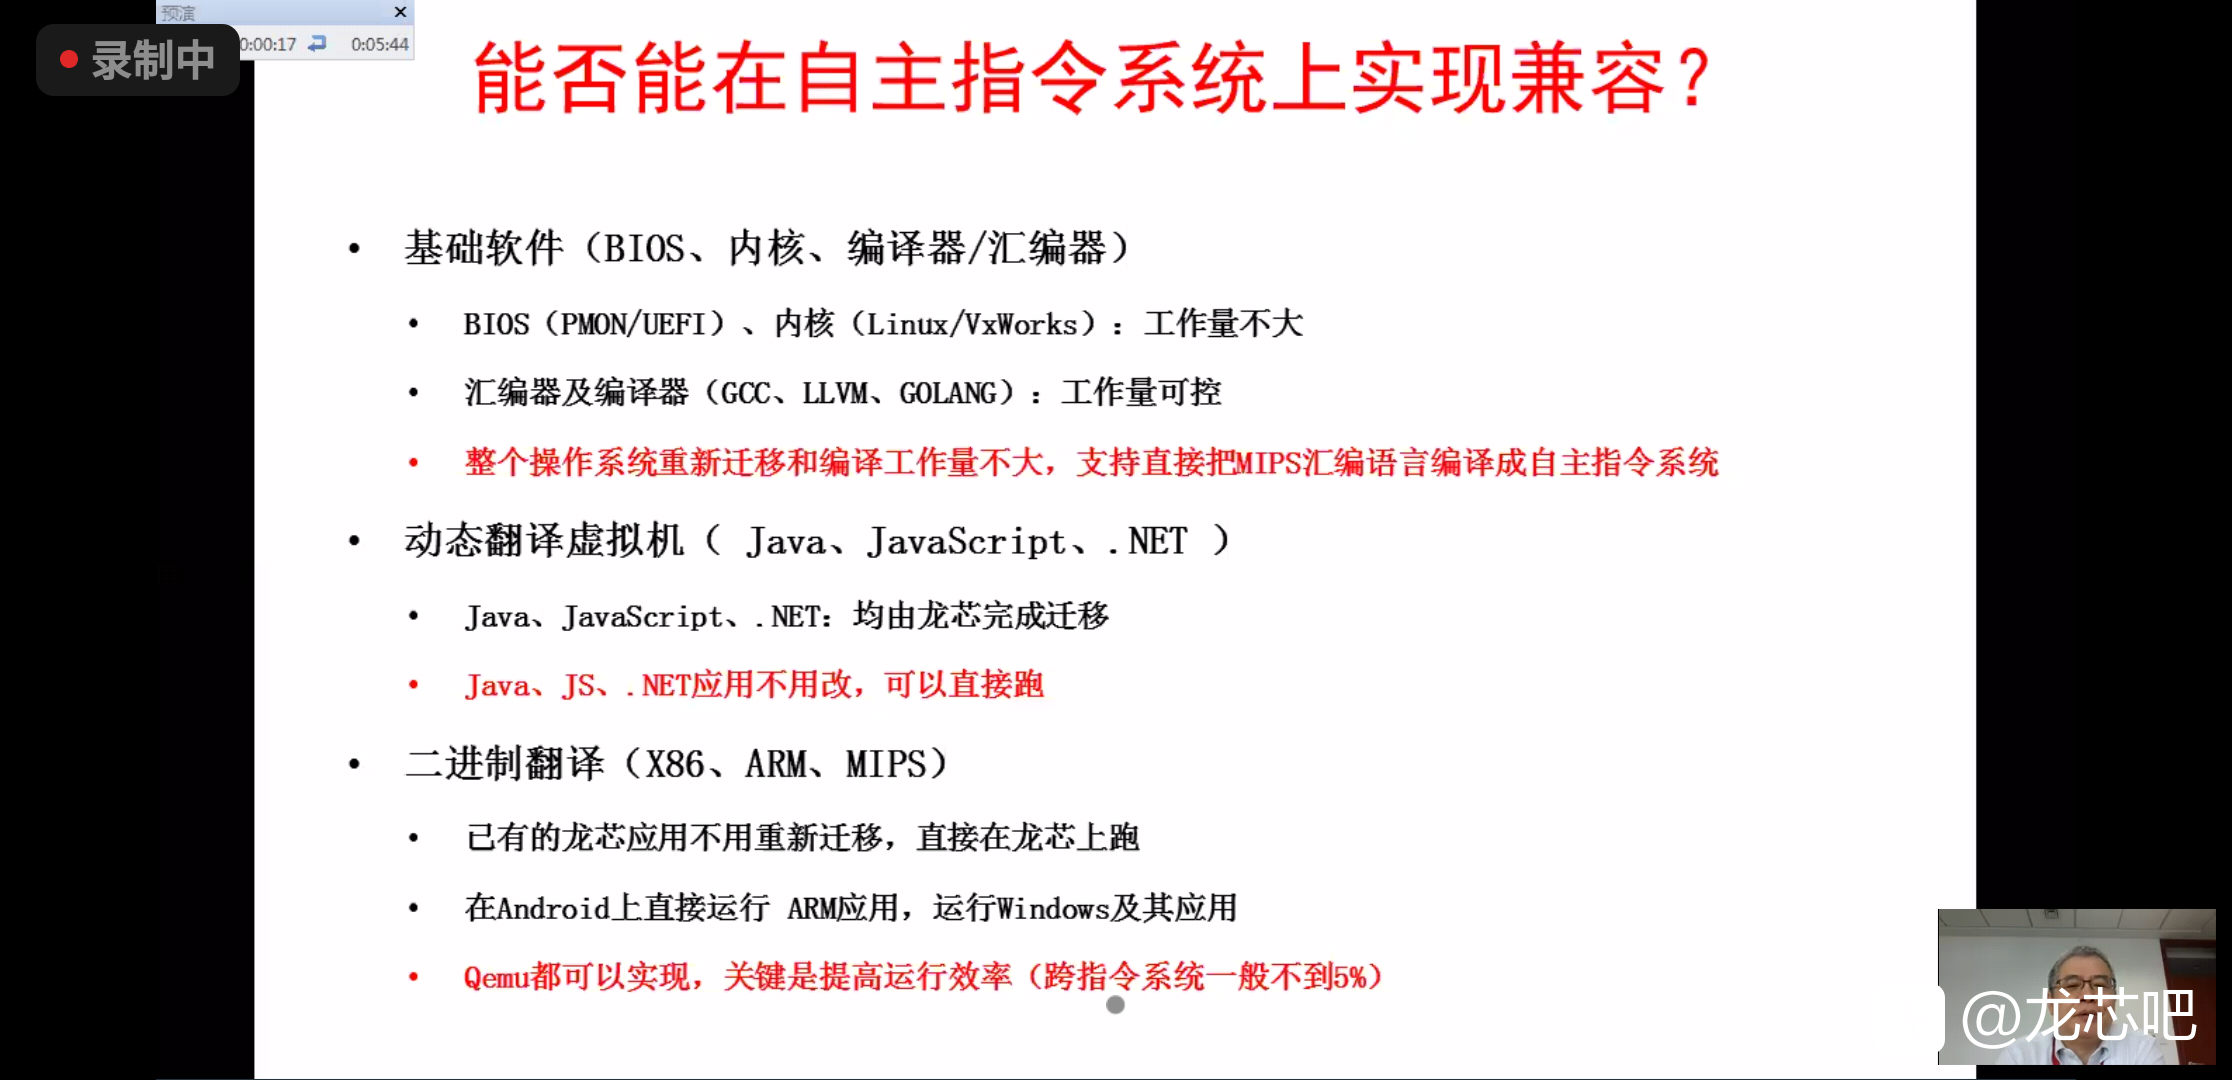 预演
0:00:17 0:05:44
录制中
能否能在自主指令系统上实现兼容?
• 基础软件（BIOS、内核、编译器/汇编器）
• BIOS（PMON/UEFI）、内核（Linux/VxWorks）：工作量不大
• 汇编器及编译器（GCC、LLVM、GOLANG）：工作量可控
• 整个操作系统重新迁移和编译工作量不大，支持直接把MIPS汇编语言编译成自主指令系统
• 动态翻译虚拟机（ Java、JavaScript、.NET ）
• Java、JavaScript、.NET：均由龙芯完成迁移
• Java、JS、.NET应用不用改，可以直接跑
• 二进制翻译（X86、ARM、MIPS）
• 已有的龙芯应用不用重新迁移，直接在龙芯上跑
• 在Android上直接运行 ARM应用，运行Windows及其应用
• Qemu都可以实现，关键是提高运行效率（跨指令系统一般不到5%）
@龙芯吧